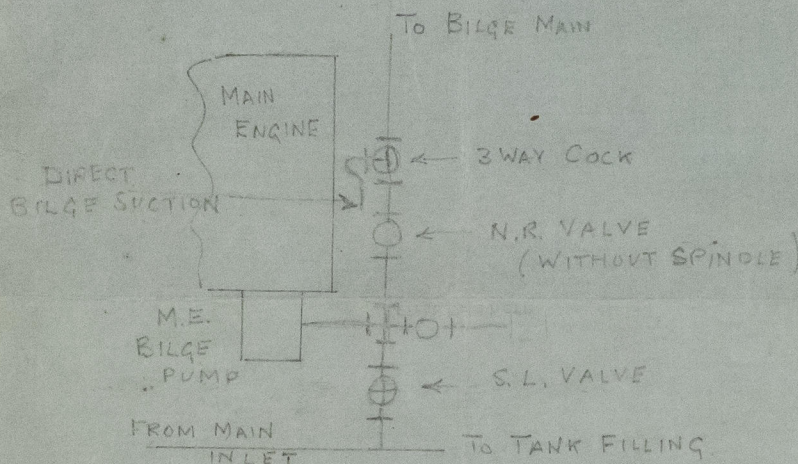 TO BILGE MAIN
MAIN
ENGINE
3 WAY COCK
DIRECT
BILGE SUCTION
N.R. VALVE
(WITHOUT SPINDLE)
M.E.
BILGE
PUMP
S.L. VALVE
FROM MAIN
INLET
TO TANK FILLING